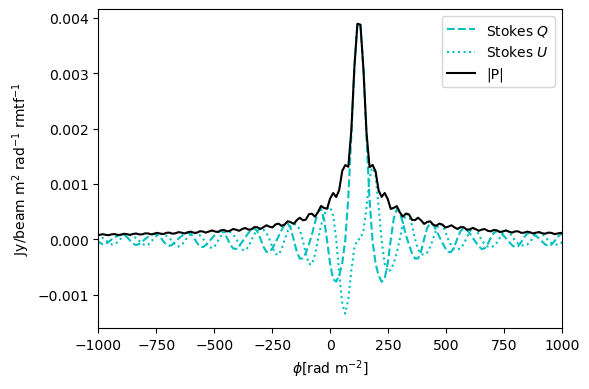 Stokes Q
Stokes U
|P|
0.004
0.003
0.002
0.001
0.000
−0.001
Jy/beam m² rad⁻¹ rmtf⁻¹
−1000 −750 −500 −250 0 250 500 750 1000
ϕ[rad m⁻²]